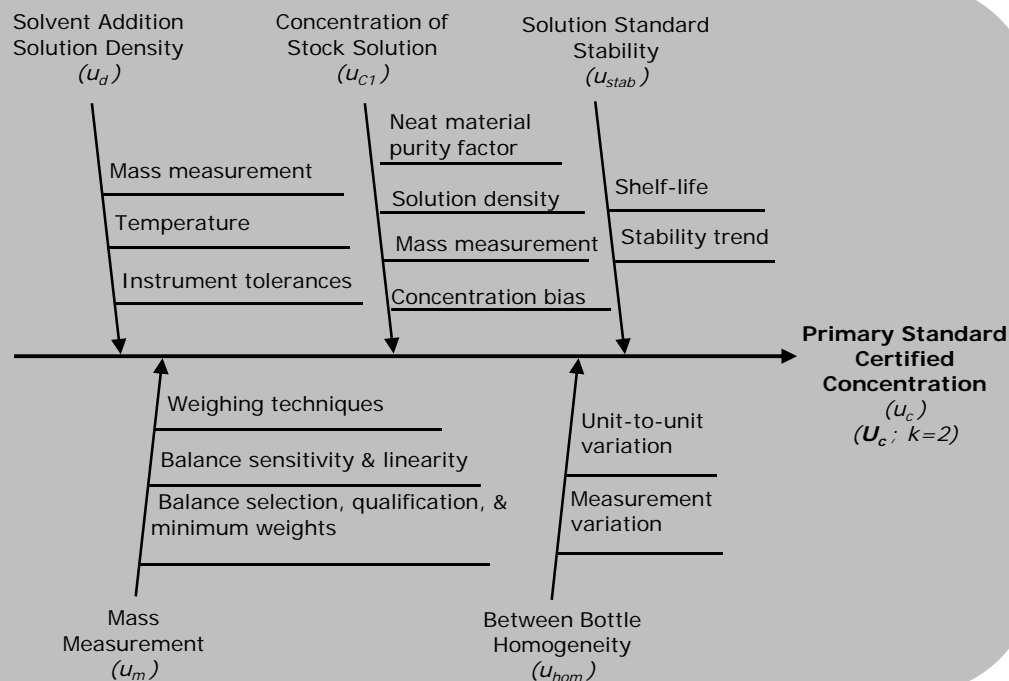 Solvent Addition
Solution Density
(u_d)
Concentration of
Stock Solution
(u_C1)
Solution Standard
Stability
(u_stab)
Mass measurement
Temperature
Instrument tolerances
Neat material
purity factor
Solution density
Mass measurement
Concentration bias
Shelf-life
Stability trend
Primary Standard
Certified
Concentration
(u_c)
(U_c; k=2)
Weighing techniques
Balance sensitivity & linearity
Balance selection, qualification, &
minimum weights
Unit-to-unit
variation
Measurement
variation
Mass
Measurement
(u_m)
Between Bottle
Homogeneity
(u_hom)